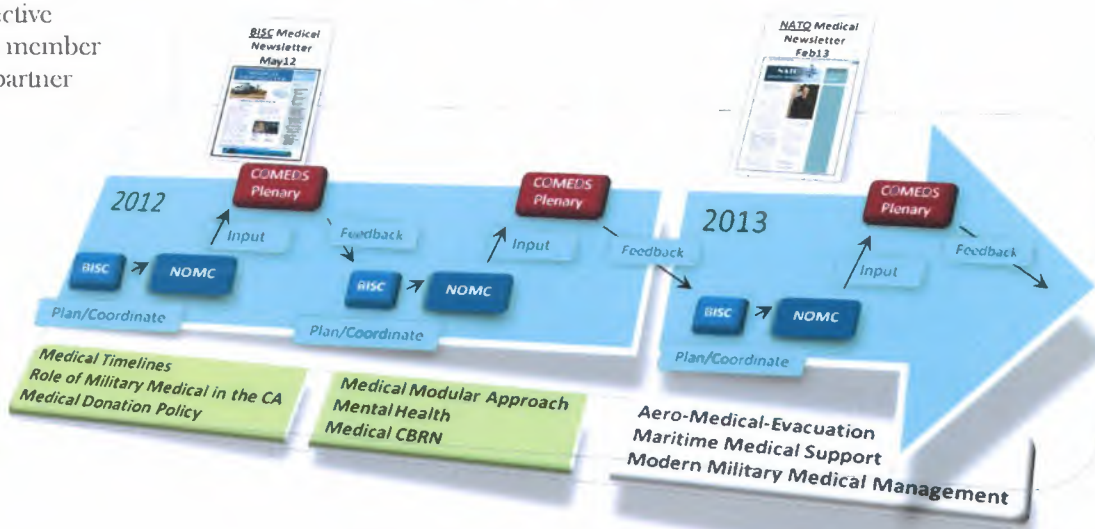 ective
member
partner
BISC Medical
Newsletter
May12
NATO Medical
Newsletter
Feb13
2012
COMEDS
Plenary
Input
Feedback
BISC
NOMC
Plan/Coordinate
COMEDS
Plenary
Input
Feedback
BISC
NOMC
Plan/Coordinate
2013
COMEDS
Plenary
Input
Feedback
BISC
NOMC
Plan/Coordinate
Medical Timelines
Role of Military Medical in the CA
Medical Donation Policy
Medical Modular Approach
Mental Health
Medical CBRN
Aero-Medical-Evacuation
Maritime Medical Support
Modern Military Medical Management